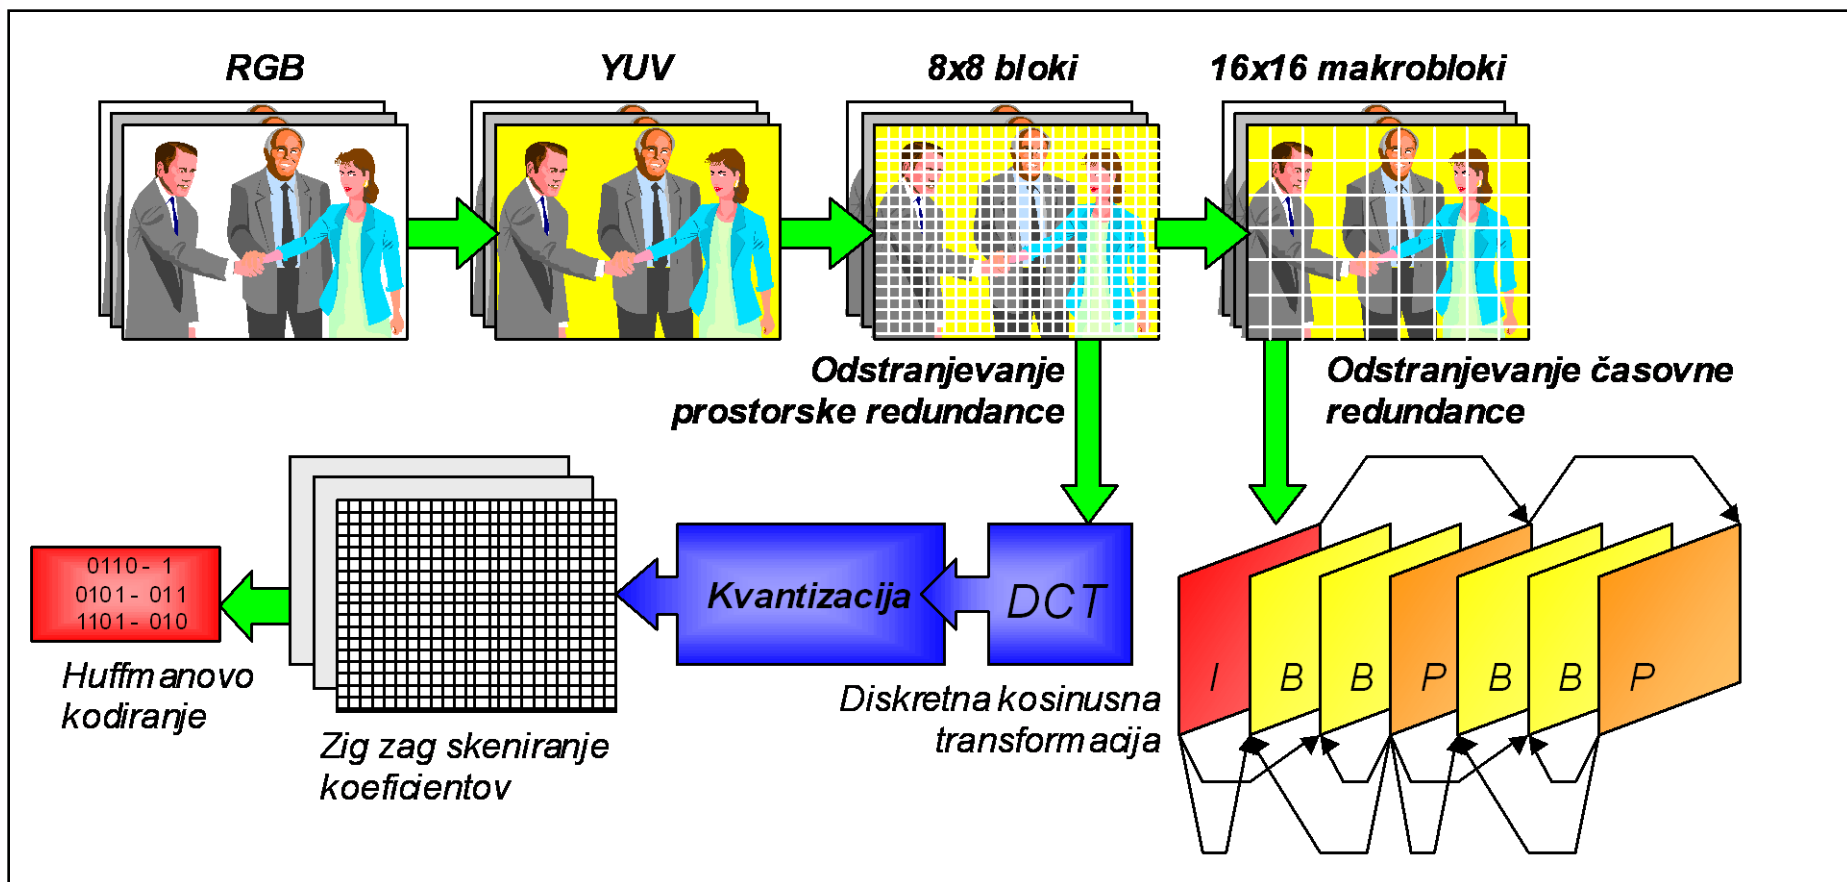 RGB
YUV
8x8 bloki
16x16 makrobloki
Odstranjevanje
prostorske redundance
Odstranjevanje časovne
redundance
0110 - 1
0101 - 011
1101 - 010
Huffmanovo
kodiranje
Zig zag skeniranje
koeficientov
Kvantizacija
DCT
Diskretna kosinusna
transformacija
I B B P B B P